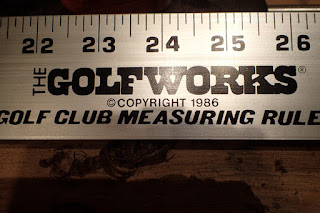 22 23 24 25 26
THE GOLFWORKS®
© COPYRIGHT 1986
GOLF CLUB MEASURING RULE